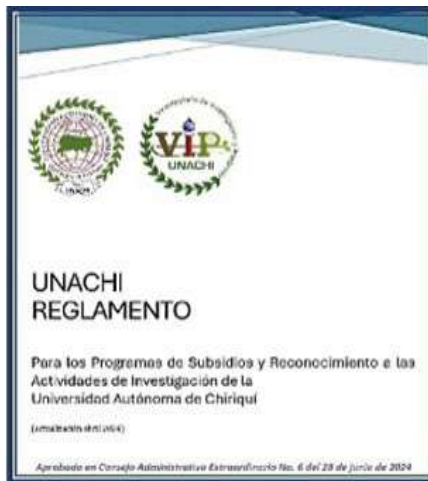 VIP
UNACHI
UNACHI
REGLAMENTO
Para los Programas de Subsidios y Reconocimiento a las
Actividades de Investigación de la
Universidad Autónoma de Chiriquí
Aprobado en Consejo Administrativo Extraordinario No. 6 del 28 de junio de 2024